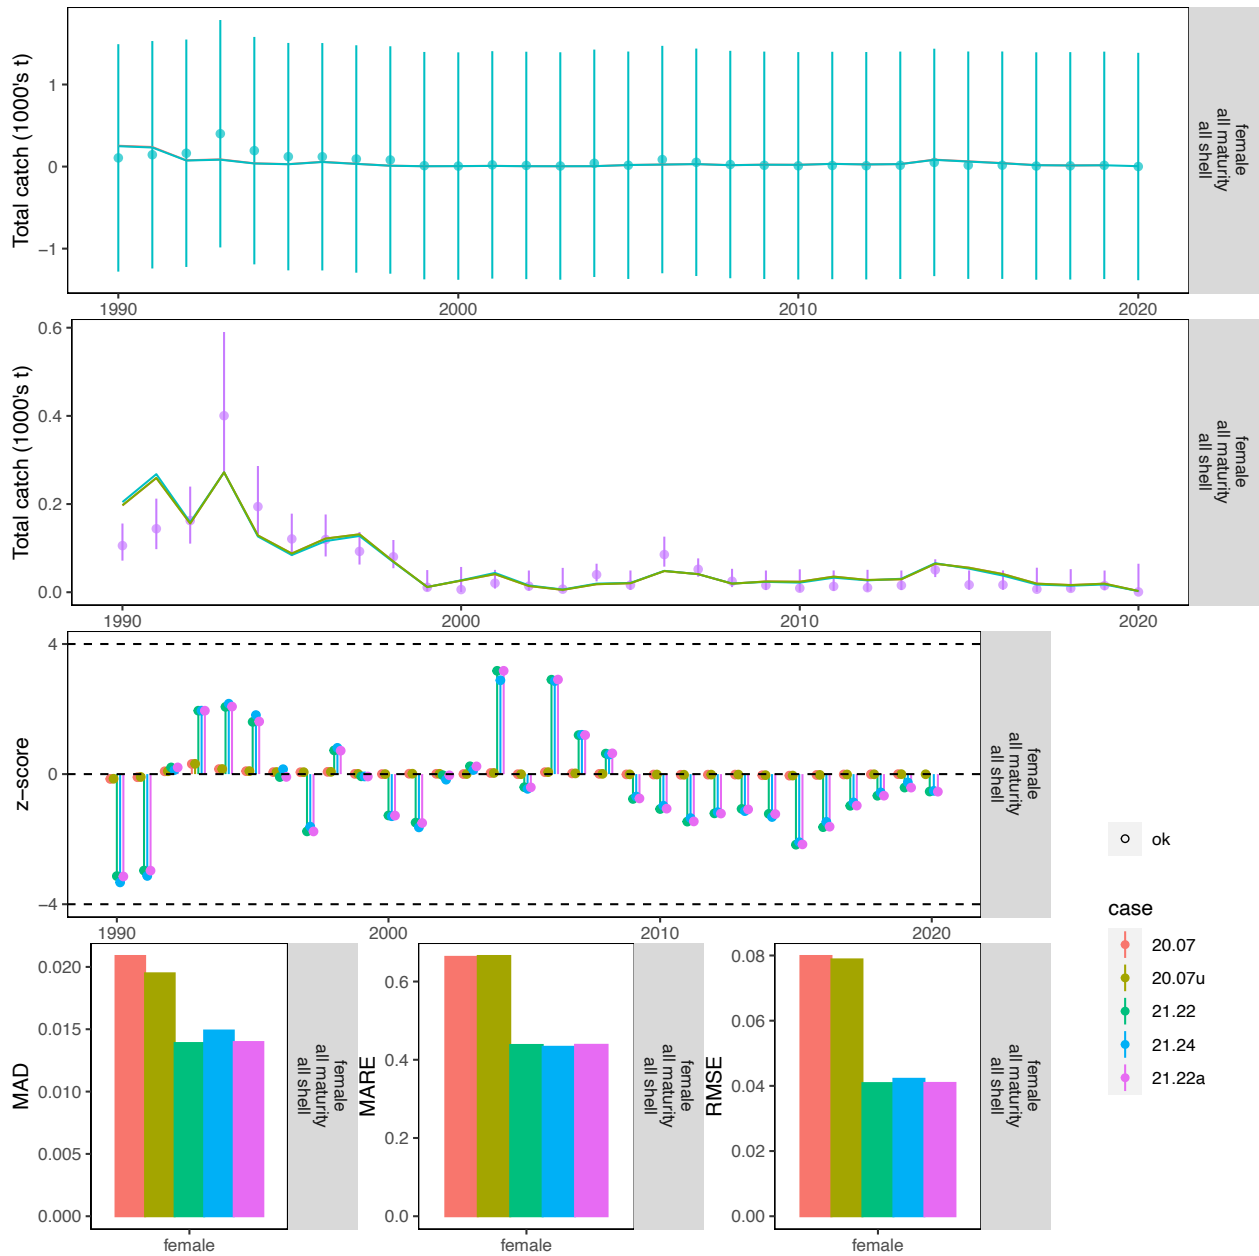 Total catch (1000's t)
1
0
−1
1990
2000
2010
2020
female
all maturity
all shell
Total catch (1000's t)
0.6
0.4
0.2
0.0
1990
2000
2010
2020
female
all maturity
all shell
z−score
4
0
−4
1990
2000
2010
2020
female
all maturity
all shell
MAD
0.020
0.015
0.010
0.005
0.000
female
female
all maturity
all shell
MARE
0.6
0.4
0.2
0.0
female
female
all maturity
all shell
RMSE
0.08
0.06
0.04
0.02
0.00
female
female
all maturity
all shell
ok
case
20.07
20.07u
21.22
21.24
21.22a